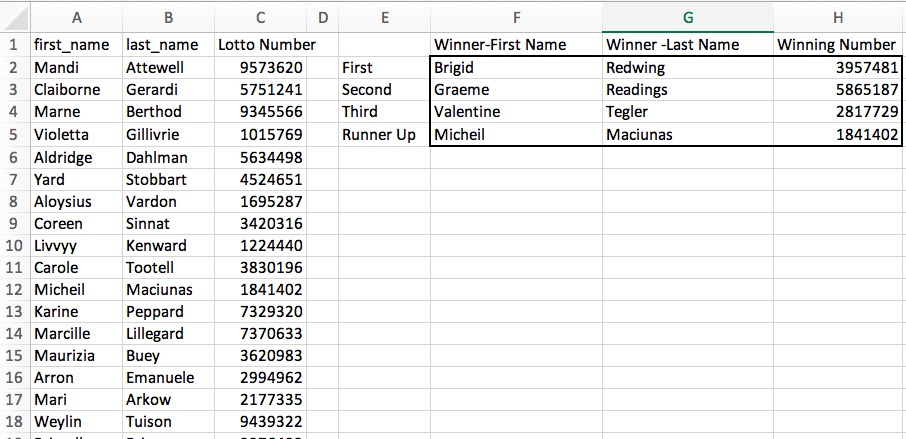 A B C D E F G H
1 first_name last_name Lotto Number Winner-First Name Winner -Last Name Winning Number
2 Mandi Attewell 9573620 First Brigid Redwing 3957481
3 Claiborne Gerardi 5751241 Second Graeme Readings 5865187
4 Marne Berthod 9345566 Third Valentine Tegler 2817729
5 Violetta Gillivrie 1015769 Runner Up Micheil Maciunas 1841402
6 Aldridge Dahlman 5634498
7 Yard Stobbart 4524651
8 Aloysius Vardon 1695287
9 Coreen Sinnat 3420316
10 Livvyy Kenward 1224440
11 Carole Tootell 3830196
12 Micheil Maciunas 1841402
13 Karine Peppard 7329320
14 Marcille Lillegard 7370633
15 Maurizia Buey 3620983
16 Arron Emanuele 2994962
17 Mari Arkow 2177335
18 Weylin Tuison 9439322